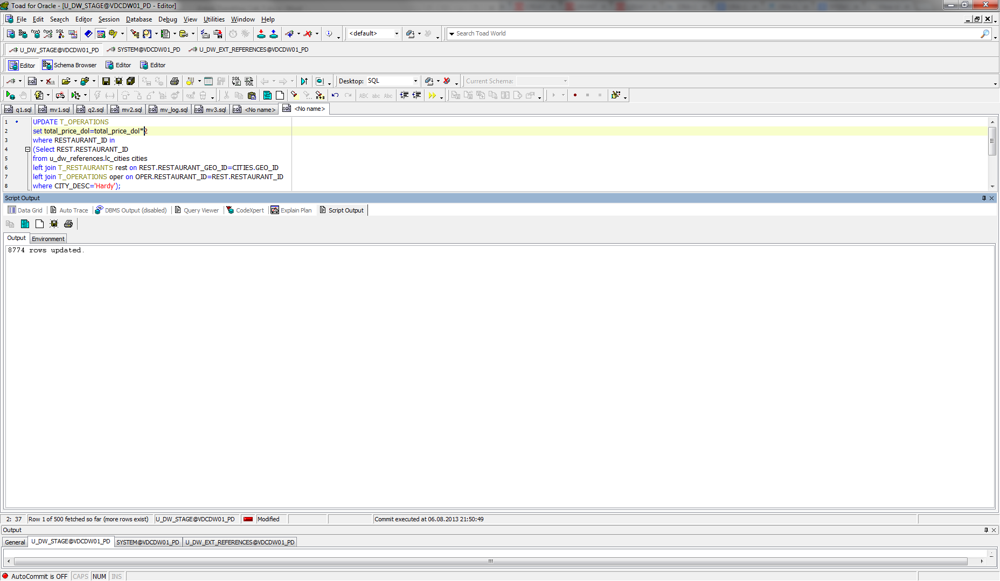 Toad for Oracle - [U_DW_STAGE@VDCDW01_PD - Editor]
File Edit Search Editor Session Database Debug View Utilities Window Help
<default> Search Toad World
U_DW_STAGE@VDCDW01_PD SYSTEM@VDCDW01_PD U_DW_EXT_REFERENCES@VDCDW01_PD
Editor Schema Browser Editor Editor
Desktop: SQL Current Schema:
q1.sql mv1.sql q2.sql mv2.sql mv_log.sql mv3.sql <No name> <No name>
1 UPDATE T_OPERATIONS
2 set total_price_dol=total_price_dol*2
3 where RESTAURANT_ID in
4 (Select REST.RESTAURANT_ID
5 from u_dw_references.lc_cities cities
6 left join T_RESTAURANTS rest on REST.RESTAURANT_GEO_ID=CITIES.GEO_ID
7 left join T_OPERATIONS oper on OPER.RESTAURANT_ID=REST.RESTAURANT_ID
8 where CITY_DESC='Hardy');
Script Output
Data Grid Auto Trace DBMS Output (disabled) Query Viewer CodeXpert Explain Plan Script Output
Output Environment
8774 rows updated.
2: 37 Row 1 of 500 fetched so far (more rows exist) U_DW_STAGE@VDCDW01_PD Modified Commit executed at 06.08.2013 21:50:49
Output
General U_DW_STAGE@VDCDW01_PD SYSTEM@VDCDW01_PD U_DW_EXT_REFERENCES@VDCDW01_PD
AutoCommit is OFF CAPS NUM INS